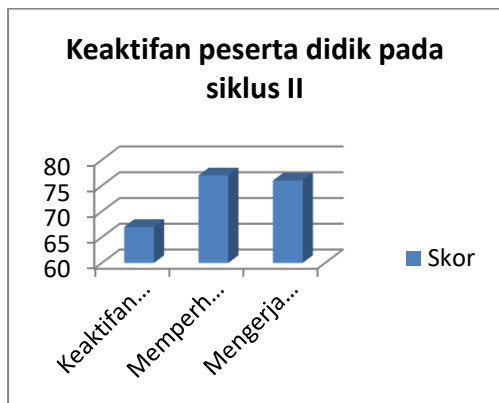 Keaktifan peserta didik pada
siklus II
80
75
70
65
60
Keaktifan...
Memperh...
Mengerja...
Skor